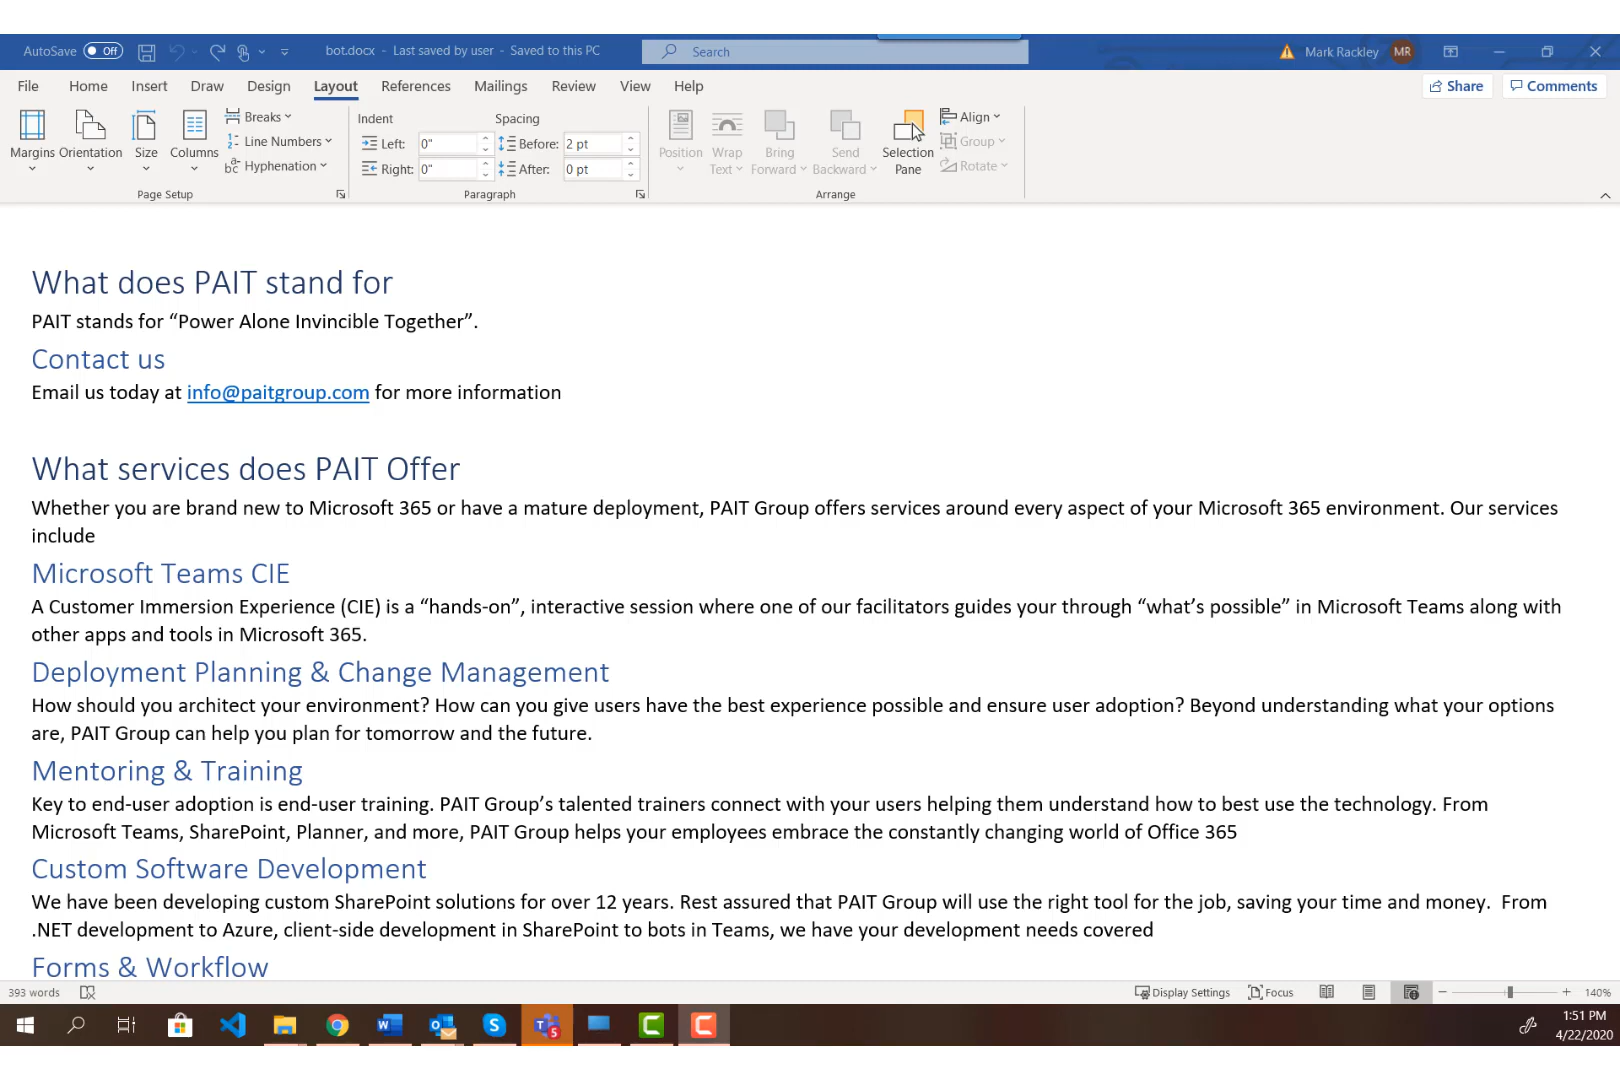 AutoSave Off bot.docx - Last saved by user - Saved to this PC Search Mark Rackley MR
File Home Insert Draw Design Layout References Mailings Review View Help Share Comments
Margins Orientation Size Columns
Breaks
Line Numbers
Hyphenation
Page Setup
Indent Spacing
Left: 0" Before: 2 pt
Right: 0" After: 0 pt
Paragraph
Position Wrap Text Bring Forward Send Backward Selection Pane
Align
Group
Rotate
Arrange
What does PAIT stand for
PAIT stands for “Power Alone Invincible Together”.
Contact us
Email us today at info@paitgroup.com for more information
What services does PAIT Offer
Whether you are brand new to Microsoft 365 or have a mature deployment, PAIT Group offers services around every aspect of your Microsoft 365 environment. Our services
include
Microsoft Teams CIE
A Customer Immersion Experience (CIE) is a “hands-on”, interactive session where one of our facilitators guides your through “what’s possible” in Microsoft Teams along with
other apps and tools in Microsoft 365.
Deployment Planning & Change Management
How should you architect your environment? How can you give users have the best experience possible and ensure user adoption? Beyond understanding what your options
are, PAIT Group can help you plan for tomorrow and the future.
Mentoring & Training
Key to end-user adoption is end-user training. PAIT Group’s talented trainers connect with your users helping them understand how to best use the technology. From
Microsoft Teams, SharePoint, Planner, and more, PAIT Group helps your employees embrace the constantly changing world of Office 365
Custom Software Development
We have been developing custom SharePoint solutions for over 12 years. Rest assured that PAIT Group will use the right tool for the job, saving your time and money. From
.NET development to Azure, client-side development in SharePoint to bots in Teams, we have your development needs covered
Forms & Workflow
393 words Display Settings Focus 140%
1:51 PM
4/22/2020